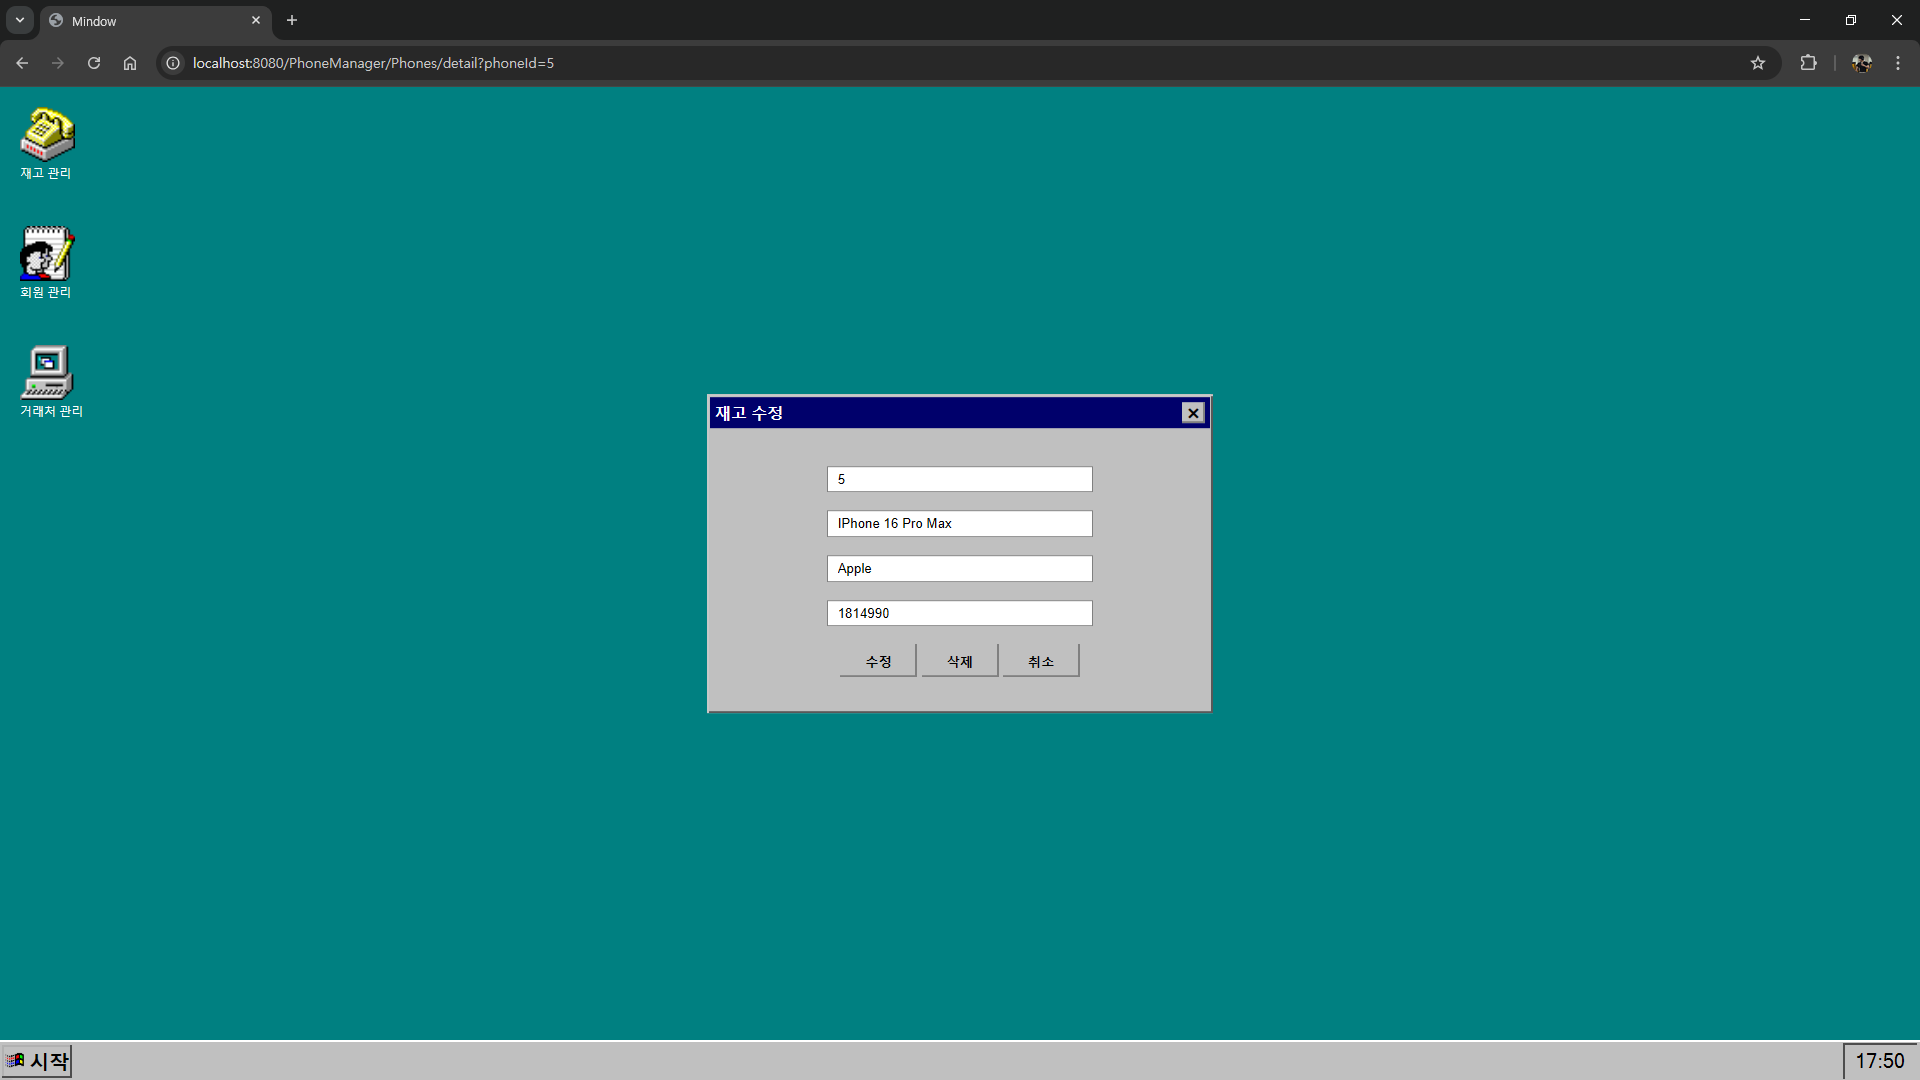 Mindow
localhost:8080/PhoneManager/Phones/detail?phoneId=5
재고 관리
회원 관리
거래처 관리
재고 수정
5
IPhone 16 Pro Max
Apple
1814990
수정 삭제 취소
시작
17:50